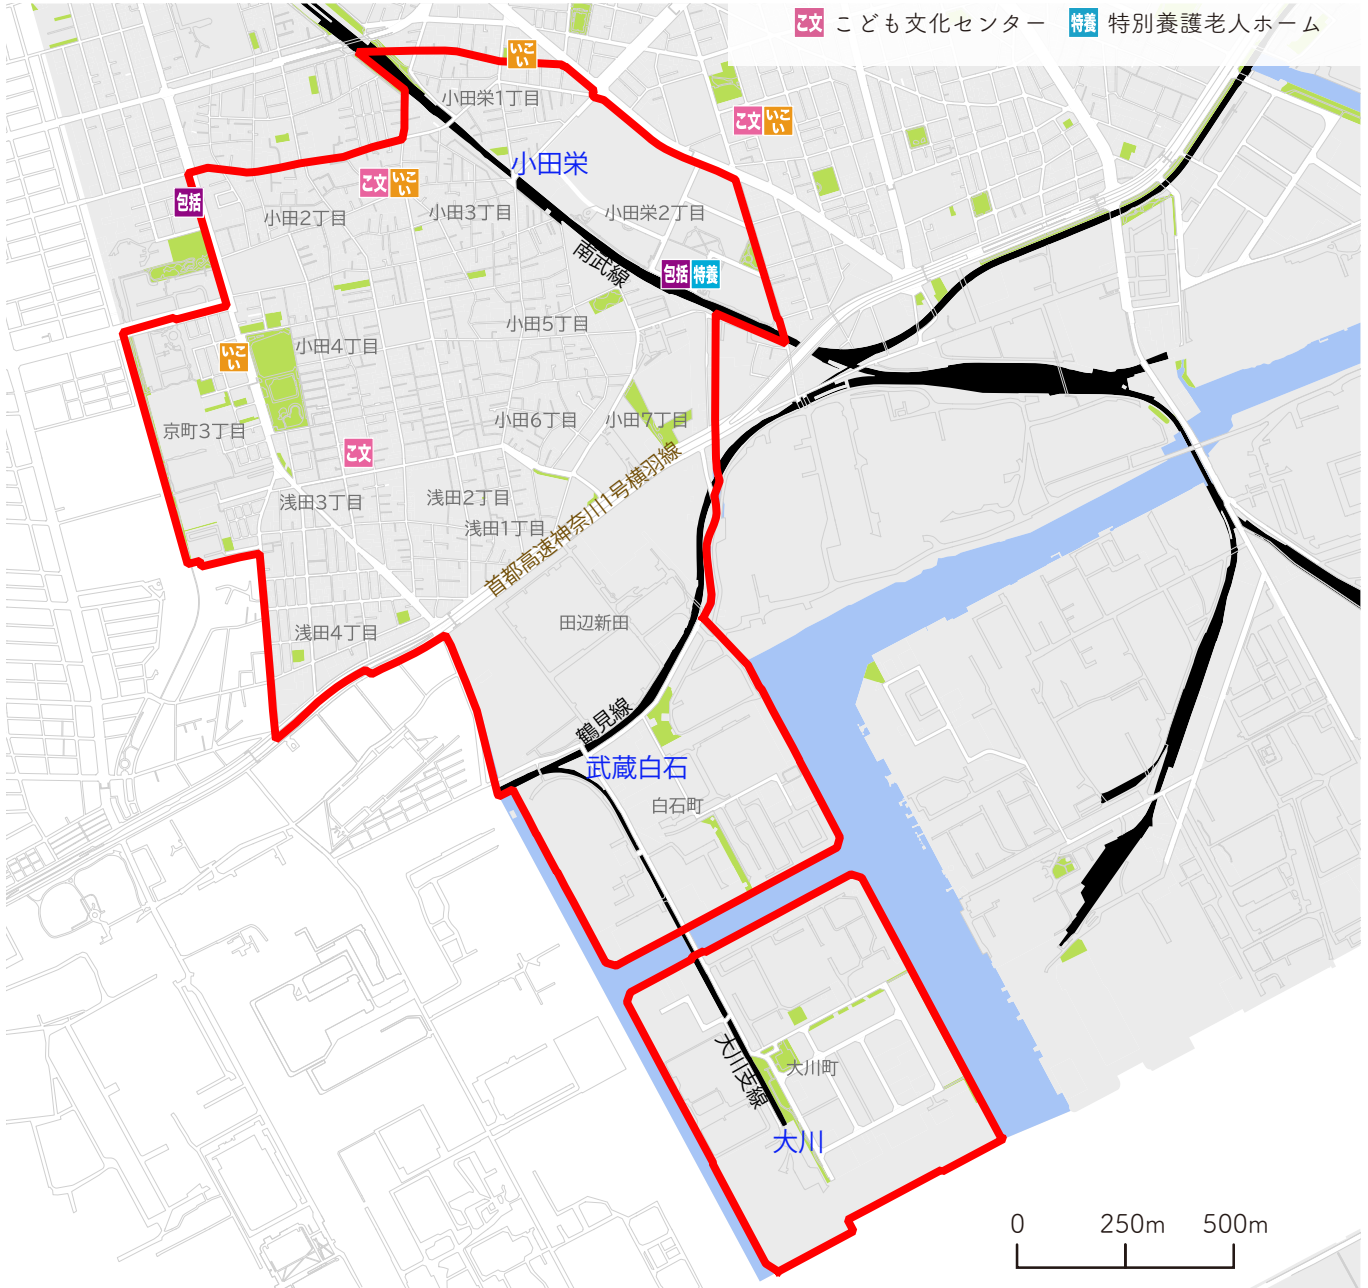 こ文 こども文化センター 特養 特別養護老人ホーム
いこい
小田栄1丁目
こ文 いこい
小田栄
こ文 いこい
包括
小田2丁目
小田3丁目
小田栄2丁目
南武線
包括 特養
小田5丁目
小田4丁目
いこい
小田6丁目
小田7丁目
京町3丁目
こ文
首都高速神奈川1号横羽線
浅田3丁目
浅田2丁目
浅田1丁目
田辺新田
浅田4丁目
鶴見線
武蔵白石
白石町
大川支線
大川町
大川
0 250m 500m